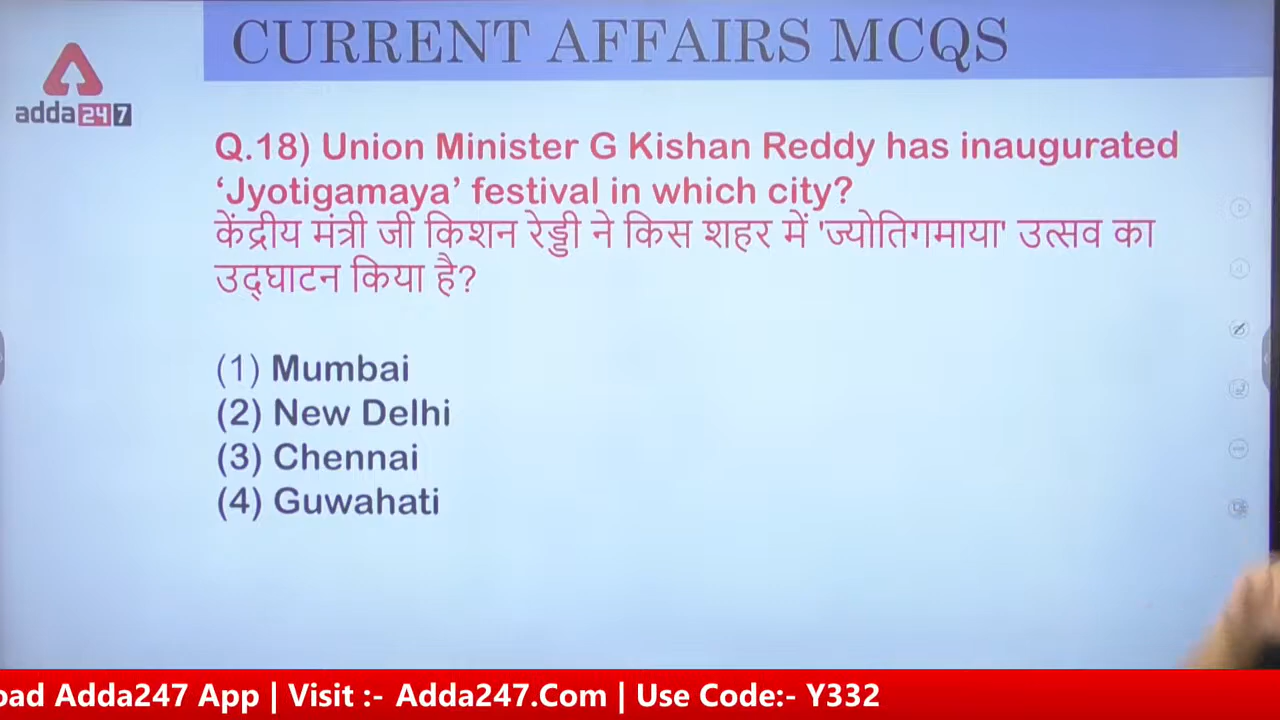 CURRENT AFFAIRS MCQS
adda247
Q.18) Union Minister G Kishan Reddy has inaugurated
‘Jyotigamaya’ festival in which city?
केंद्रीय मंत्री जी किशन रेड्डी ने किस शहर में 'ज्योतिगमाया' उत्सव का
उद्घाटन किया है?
(1) Mumbai
(2) New Delhi
(3) Chennai
(4) Guwahati
oad Adda247 App | Visit :- Adda247.Com | Use Code:- Y332